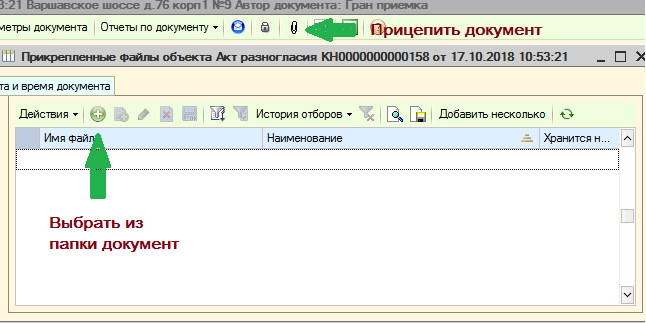 3:21 Варшавское шоссе д.76 корп1 №9 Автор документа: Гран приемка
метры документа Отчеты по документу Прицепить документ
Прикрепленные файлы объекта Акт разногласия КН0000000000158 от 17.10.2018 10:53:21
та и время документа
Действия История отборов Добавить несколько
Имя файл Наименование Хранится н...
Выбрать из
папки документ